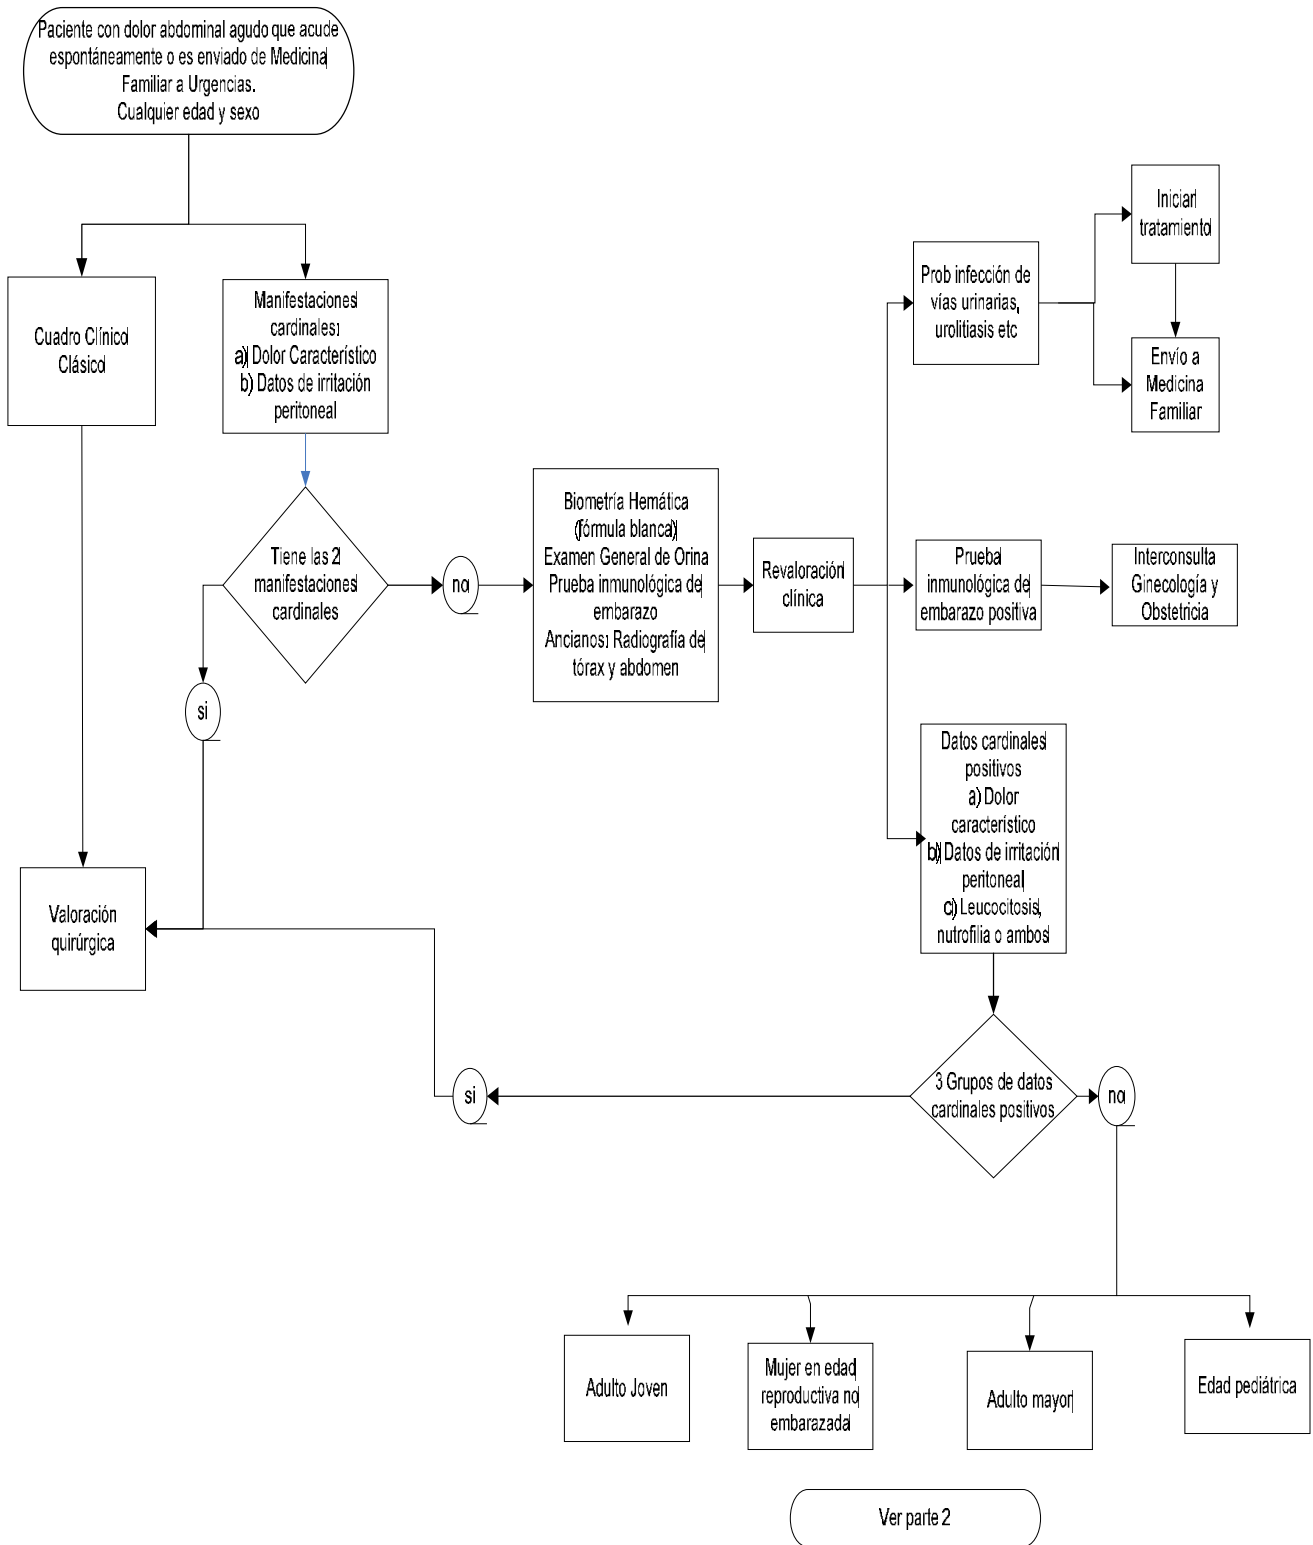 Paciente con dolor abdominal agudo que acude
espontáneamente o es enviado de Medicina
Familiar a Urgencias.
Cualquier edad y sexo
Cuadro Clínico
Clásico
Manifestaciones
cardinales:
a) Dolor Característico
b) Datos de irritación
peritoneal
Tiene las 2
manifestaciones
cardinales
no
si
Biometría Hemática
(fórmula blanca)
Examen General de Orina
Prueba inmunológica de
embarazo
Ancianos: Radiografía de
tórax y abdomen
Revaloración
clínica
Prob infección de
vías urinarias,
urolitiasis etc
Iniciar
tratamiento
Envío a
Medicina
Familiar
Prueba
inmunológica de
embarazo positiva
Interconsulta
Ginecología y
Obstetricia
Datos cardinales
positivos
a) Dolor
característico
b) Datos de irritación
peritoneal
c) Leucocitosis,
nutrofilia o ambos
Valoración
quirúrgica
3 Grupos de datos
cardinales positivos
si
no
Adulto Joven
Mujer en edad
reproductiva no
embarazada
Adulto mayor
Edad pediátrica
Ver parte 2